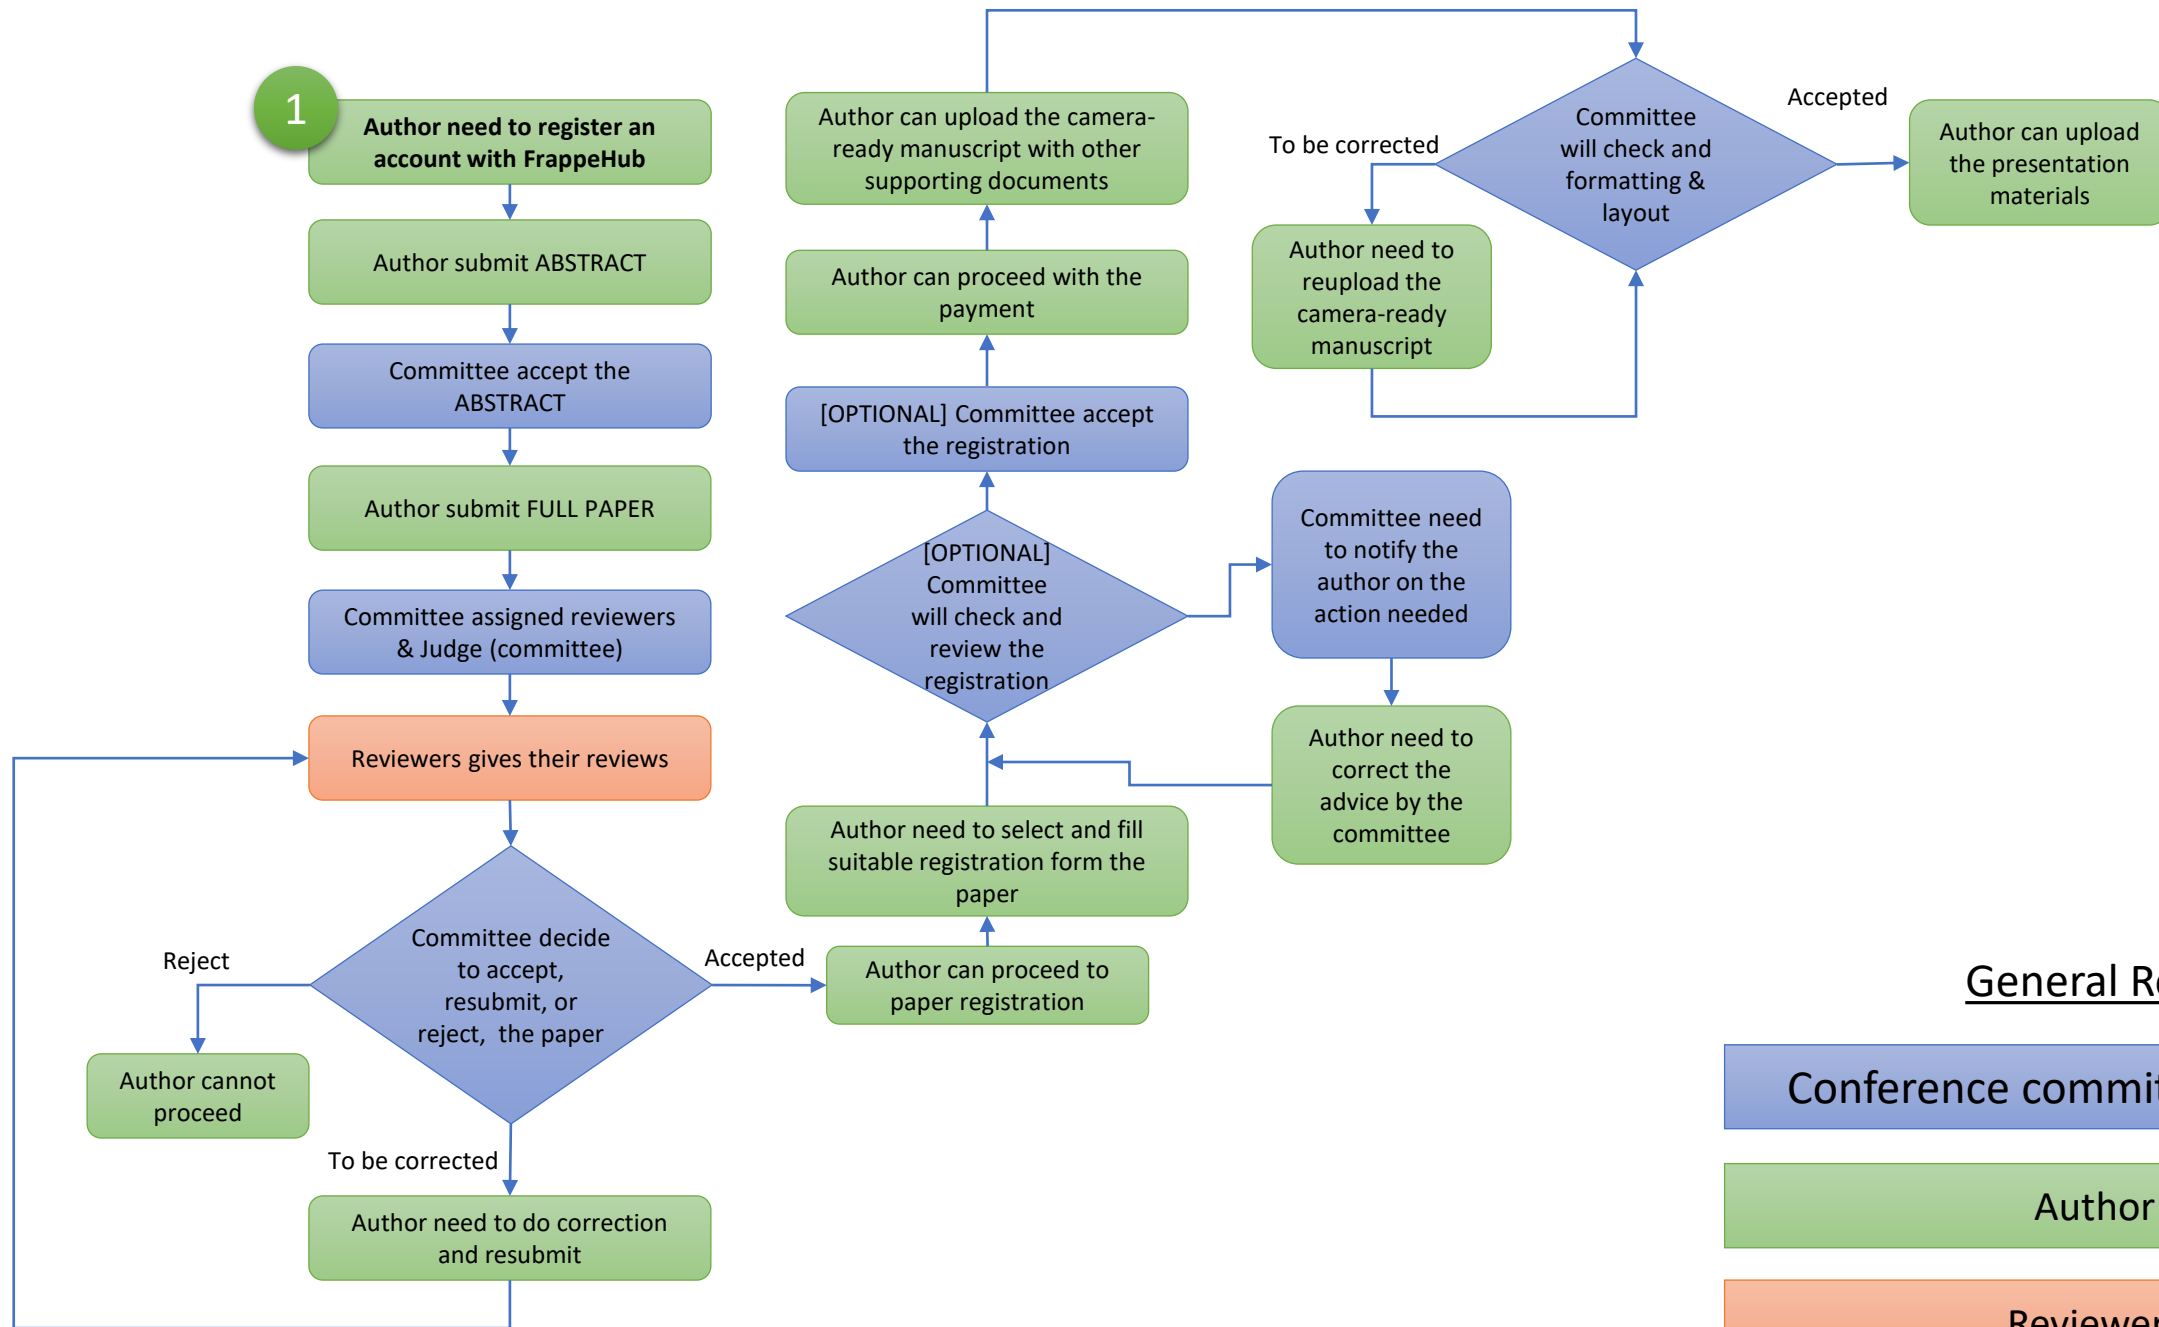 1
Author need to register an
account with FrappeHub
Author submit ABSTRACT
Committee accept the
ABSTRACT
Author submit FULL PAPER
Committee assigned reviewers
& Judge (committee)
Reviewers gives their reviews
Committee decide
to accept,
resubmit, or
reject, the paper
Reject
Author cannot
proceed
To be corrected
Author need to do correction
and resubmit
Accepted
Author can proceed to
paper registration
Author need to select and fill
suitable registration form the
paper
[OPTIONAL]
Committee
will check and
review the
registration
Committee need
to notify the
author on the
action needed
Author need to
correct the
advice by the
committee
[OPTIONAL] Committee accept
the registration
Author can proceed with the
payment
Author can upload the camera-
ready manuscript with other
supporting documents
Committee
will check and
formatting &
layout
To be corrected
Author need to
reupload the
camera-ready
manuscript
Accepted
Author can upload
the presentation
materials
General
Conference
Author